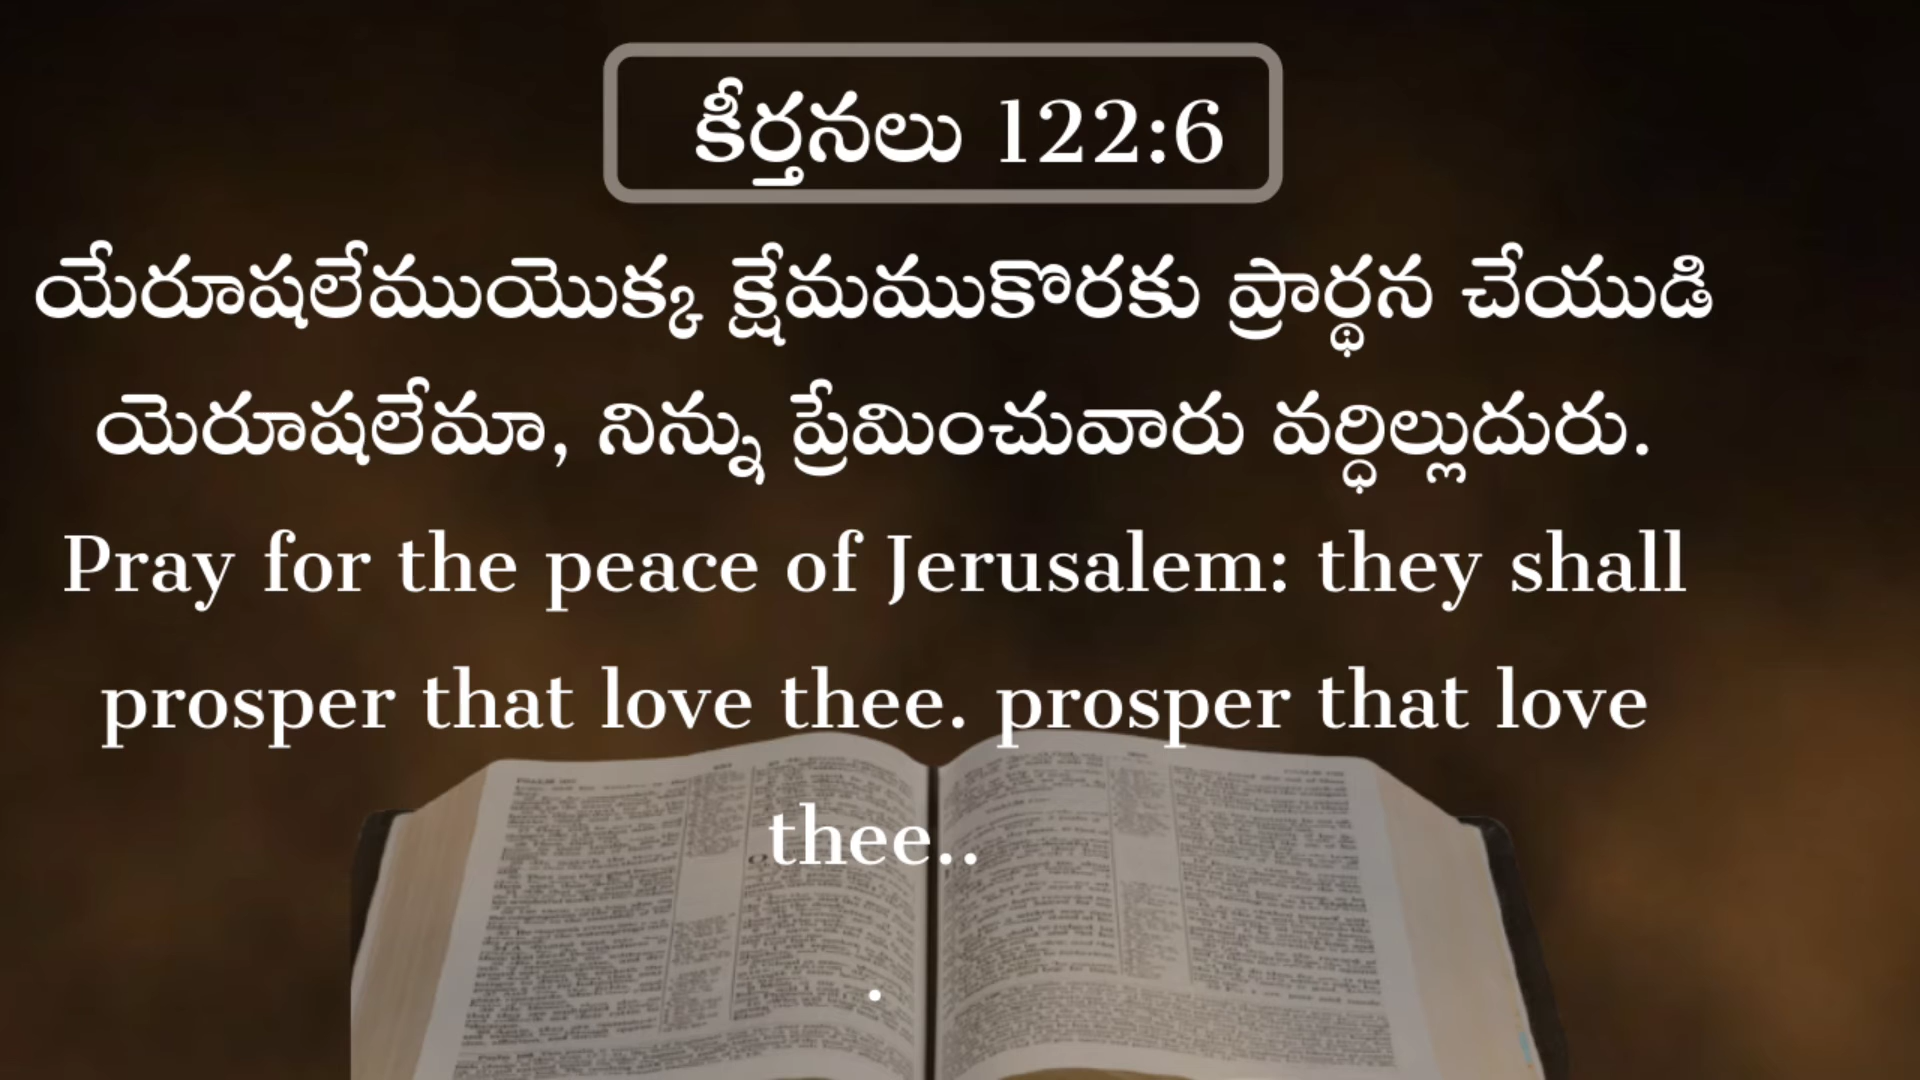 కీర్తనలు 122:6
యేరూషలేముయొక్క క్షేమముకొరకు ప్రార్థన చేయుడి
యెరూషలేమా, నిన్ను ప్రేమించువారు వర్ధిల్లుదురు.
Pray for the peace of Jerusalem: they shall
prosper that love thee. prosper that love
thee..
.